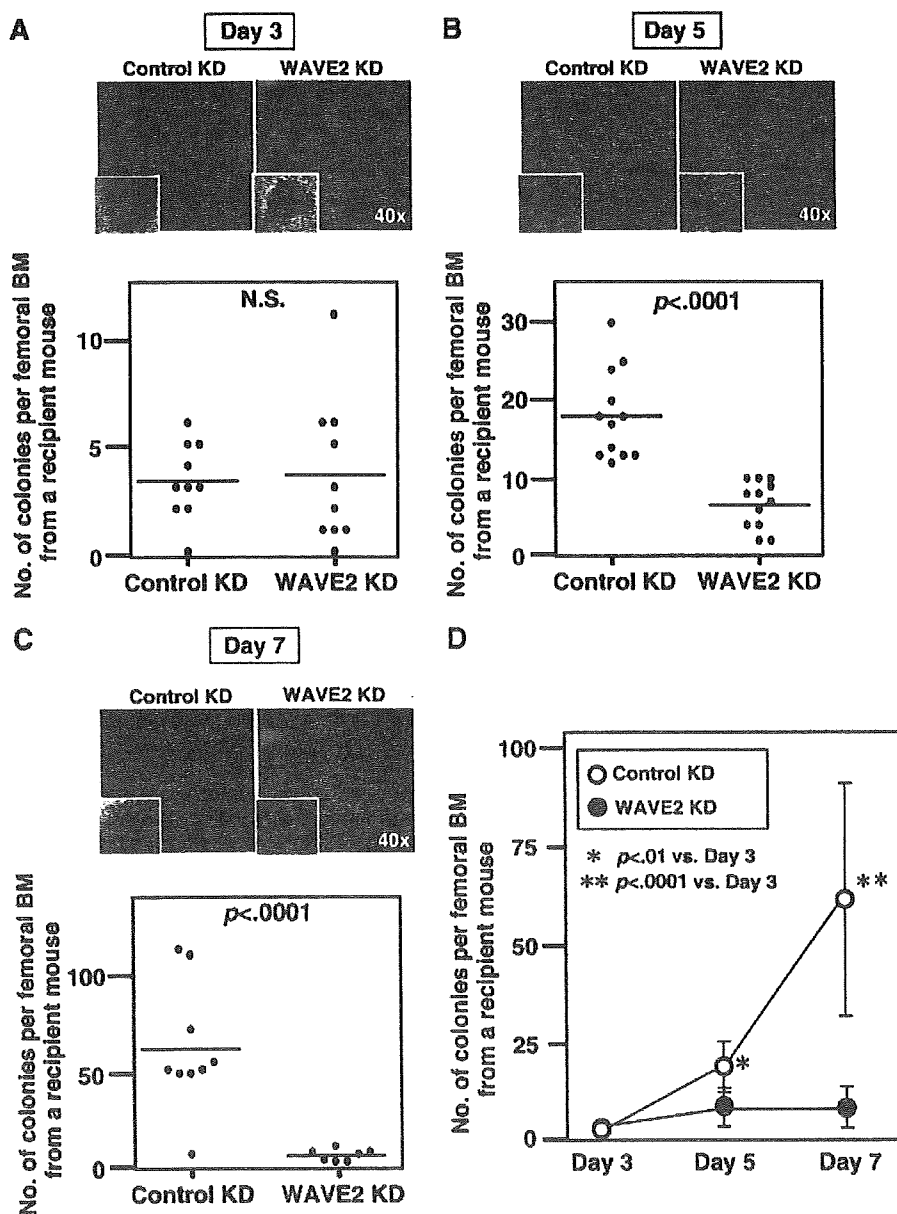 A
Day 3
Control KD WAVE2 KD
40x
No. of colonies per femoral BM
from a recipient mouse
N.S.
10
5
0
Control KD WAVE2 KD
B
Day 5
Control KD WAVE2 KD
40x
No. of colonies per femoral BM
from a recipient mouse
p<.0001
30
20
10
0
Control KD WAVE2 KD
C
Day 7
Control KD WAVE2 KD
40x
No. of colonies per femoral BM
from a recipient mouse
p<.0001
100
50
0
Control KD WAVE2 KD
D
No. of colonies per femoral BM
from a recipient mouse
100
75
50
25
0
Control KD
WAVE2 KD
* p<.01 vs. Day 3
** p<.0001 vs. Day 3
**
*
Day 3 Day 5 Day 7